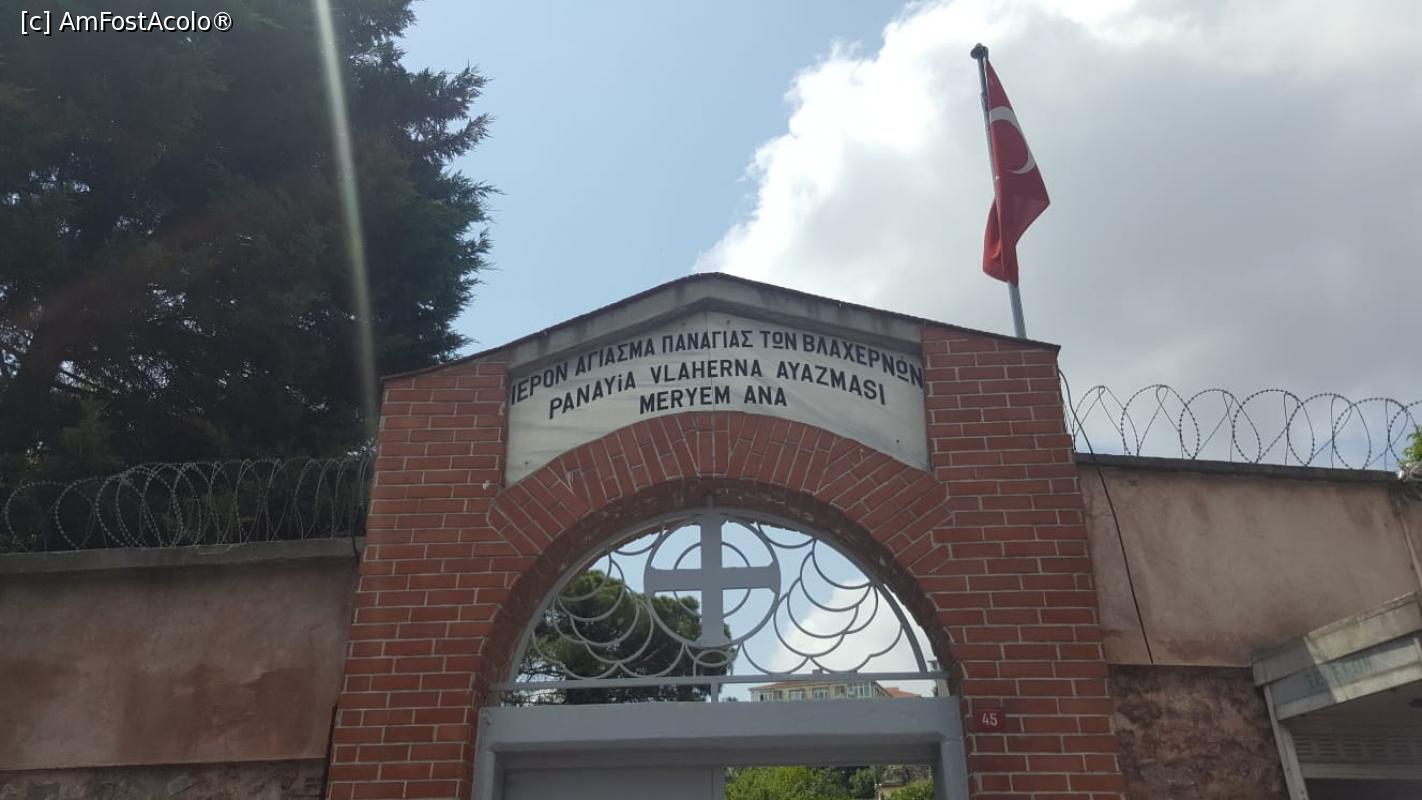 [c] AmFostAcolo®
ΙΕΡΟΝ ΑΓΙΑΣΜΑ ΠΑΝΑΓΙΑΣ ΤΩΝ ΒΛΑΧΕΡΝΩΝ
PANAYiA VLAHERNA AYAZMASI
MERYEM ANA
45